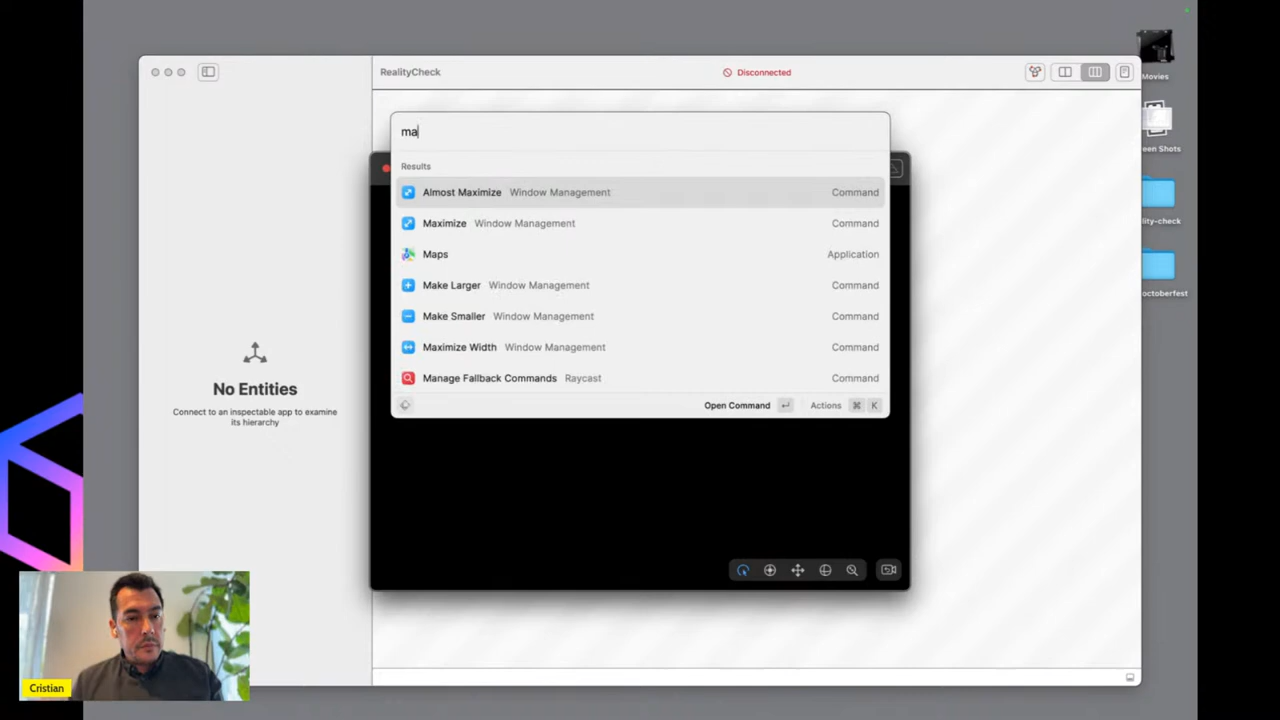 RealityCheck
Disconnected
Movies
een Shots
lity-check
octoberfest
ma
Results
Almost Maximize Window Management Command
Maximize Window Management Command
Maps Application
Make Larger Window Management Command
Make Smaller Window Management Command
Maximize Width Window Management Command
Manage Fallback Commands Raycast Command
Open Command ↵ Actions ⌘ K
No Entities
Connect to an inspectable app to examine
its hierarchy
Cristian